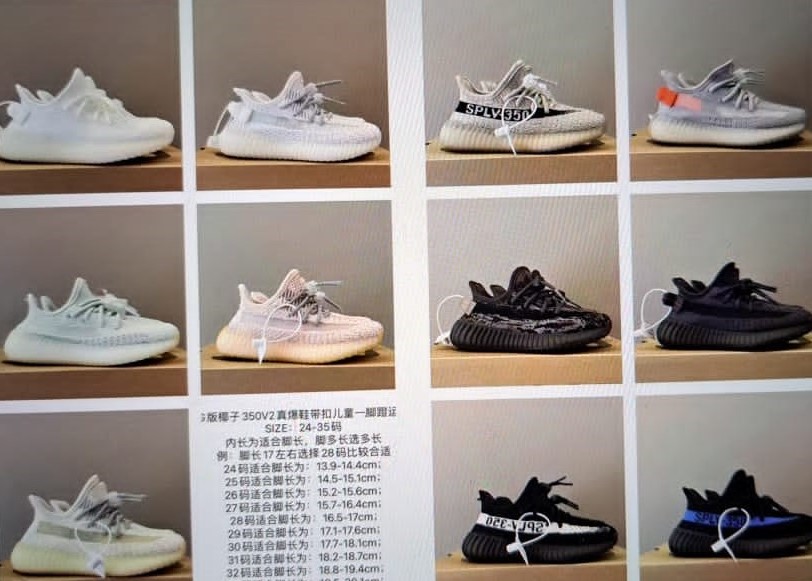 SPLV-350
版椰子350V2真爆鞋带扣儿童一脚蹬运
SIZE: 24-35码
内长为适合脚长，脚多长选多长
例：脚长17左右选择28码比较合适
24码适合脚长为：13.9-14.4cm；
25码适合脚长为：14.5-15.1cm；
26码适合脚长为：15.2-15.6cm；
27码适合脚长为：15.7-16.4cm；
28码适合脚长为：16.5-17cm；
29码适合脚长为：17.1-17.6cm；
30码适合脚长为：17.7-18.1cm；
31码适合脚长为：18.2-18.7cm；
32码适合脚长为：18.8-19.4cm；